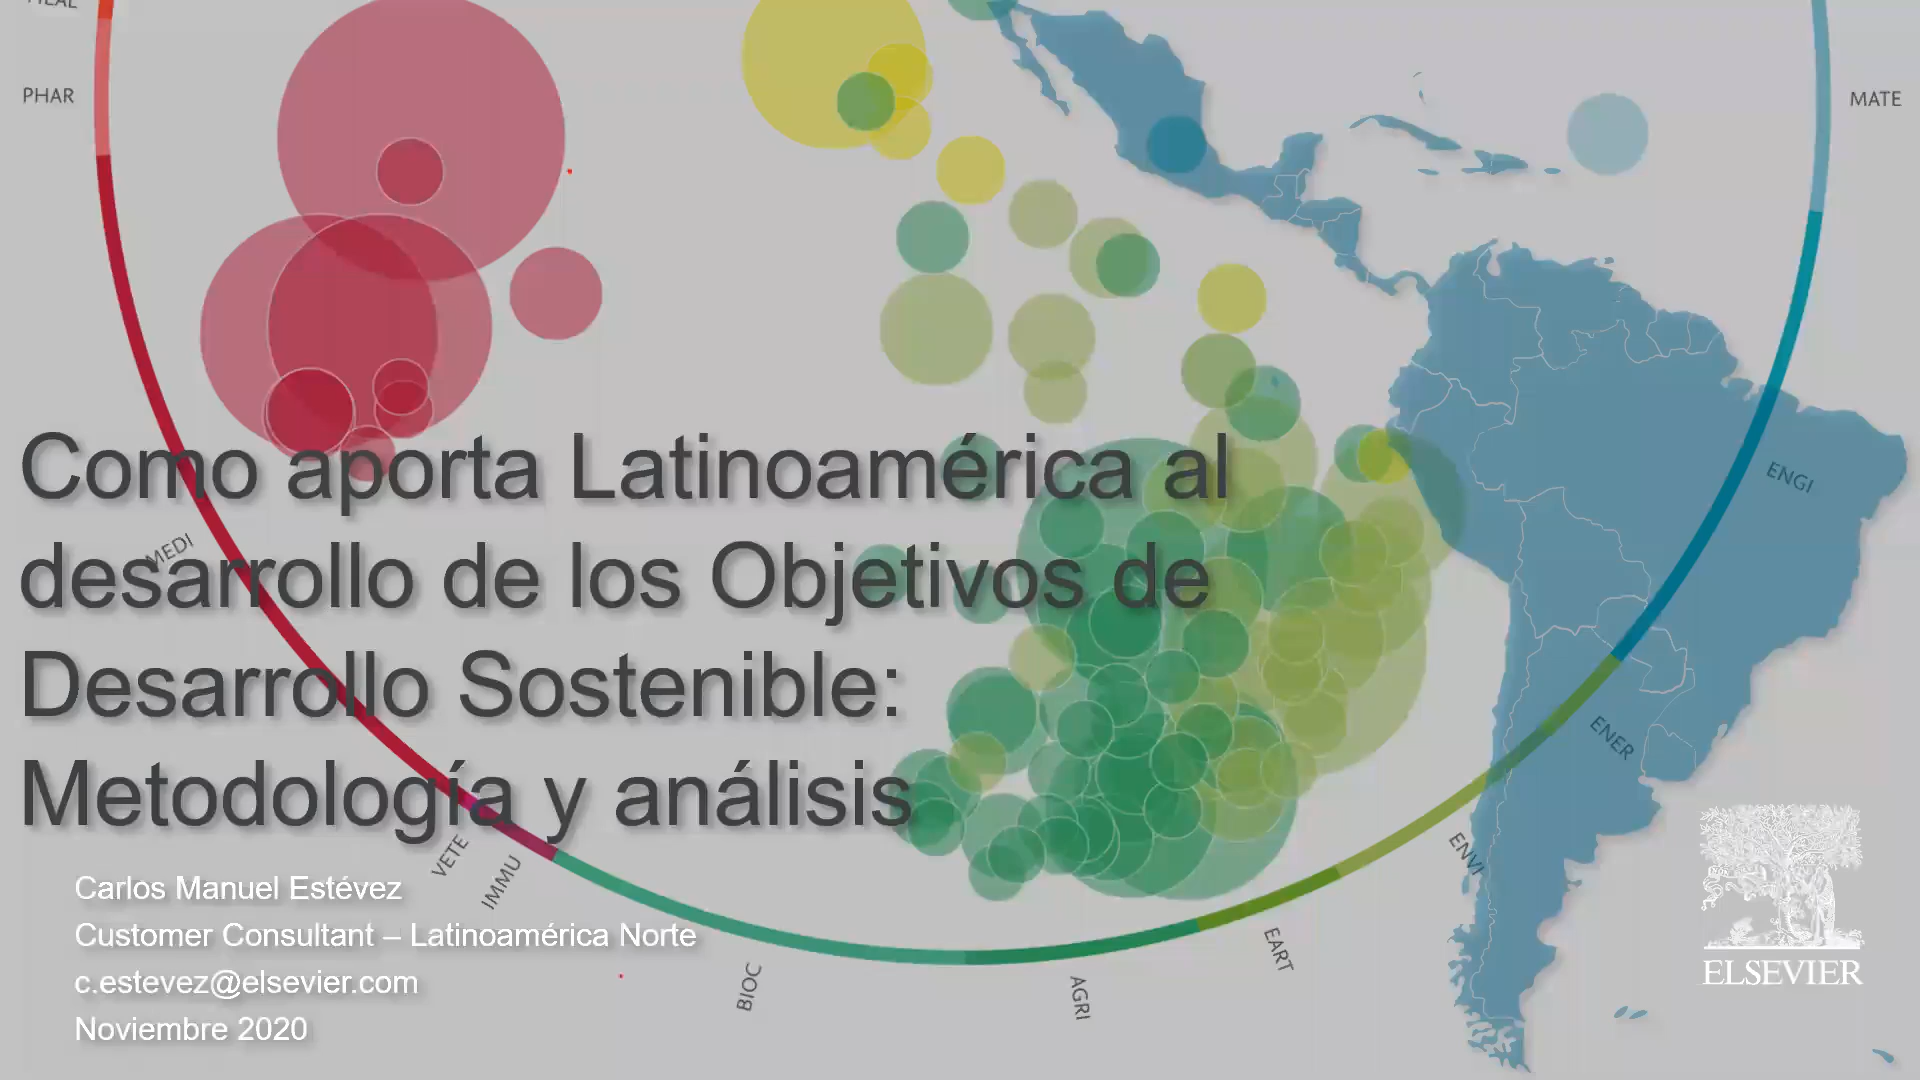 HEAL
PHAR
MATE
ENGI
Como aporta Latinoamérica al
desarrollo de los Objetivos de
Desarrollo Sostenible:
Metodología y análisis
MEDI
ENER
ENVI
VETE
IMMU
EART
BIOC
AGRI
Carlos Manuel Estévez
Customer Consultant – Latinoamérica Norte
c.estevez@elsevier.com
Noviembre 2020
ELSEVIER